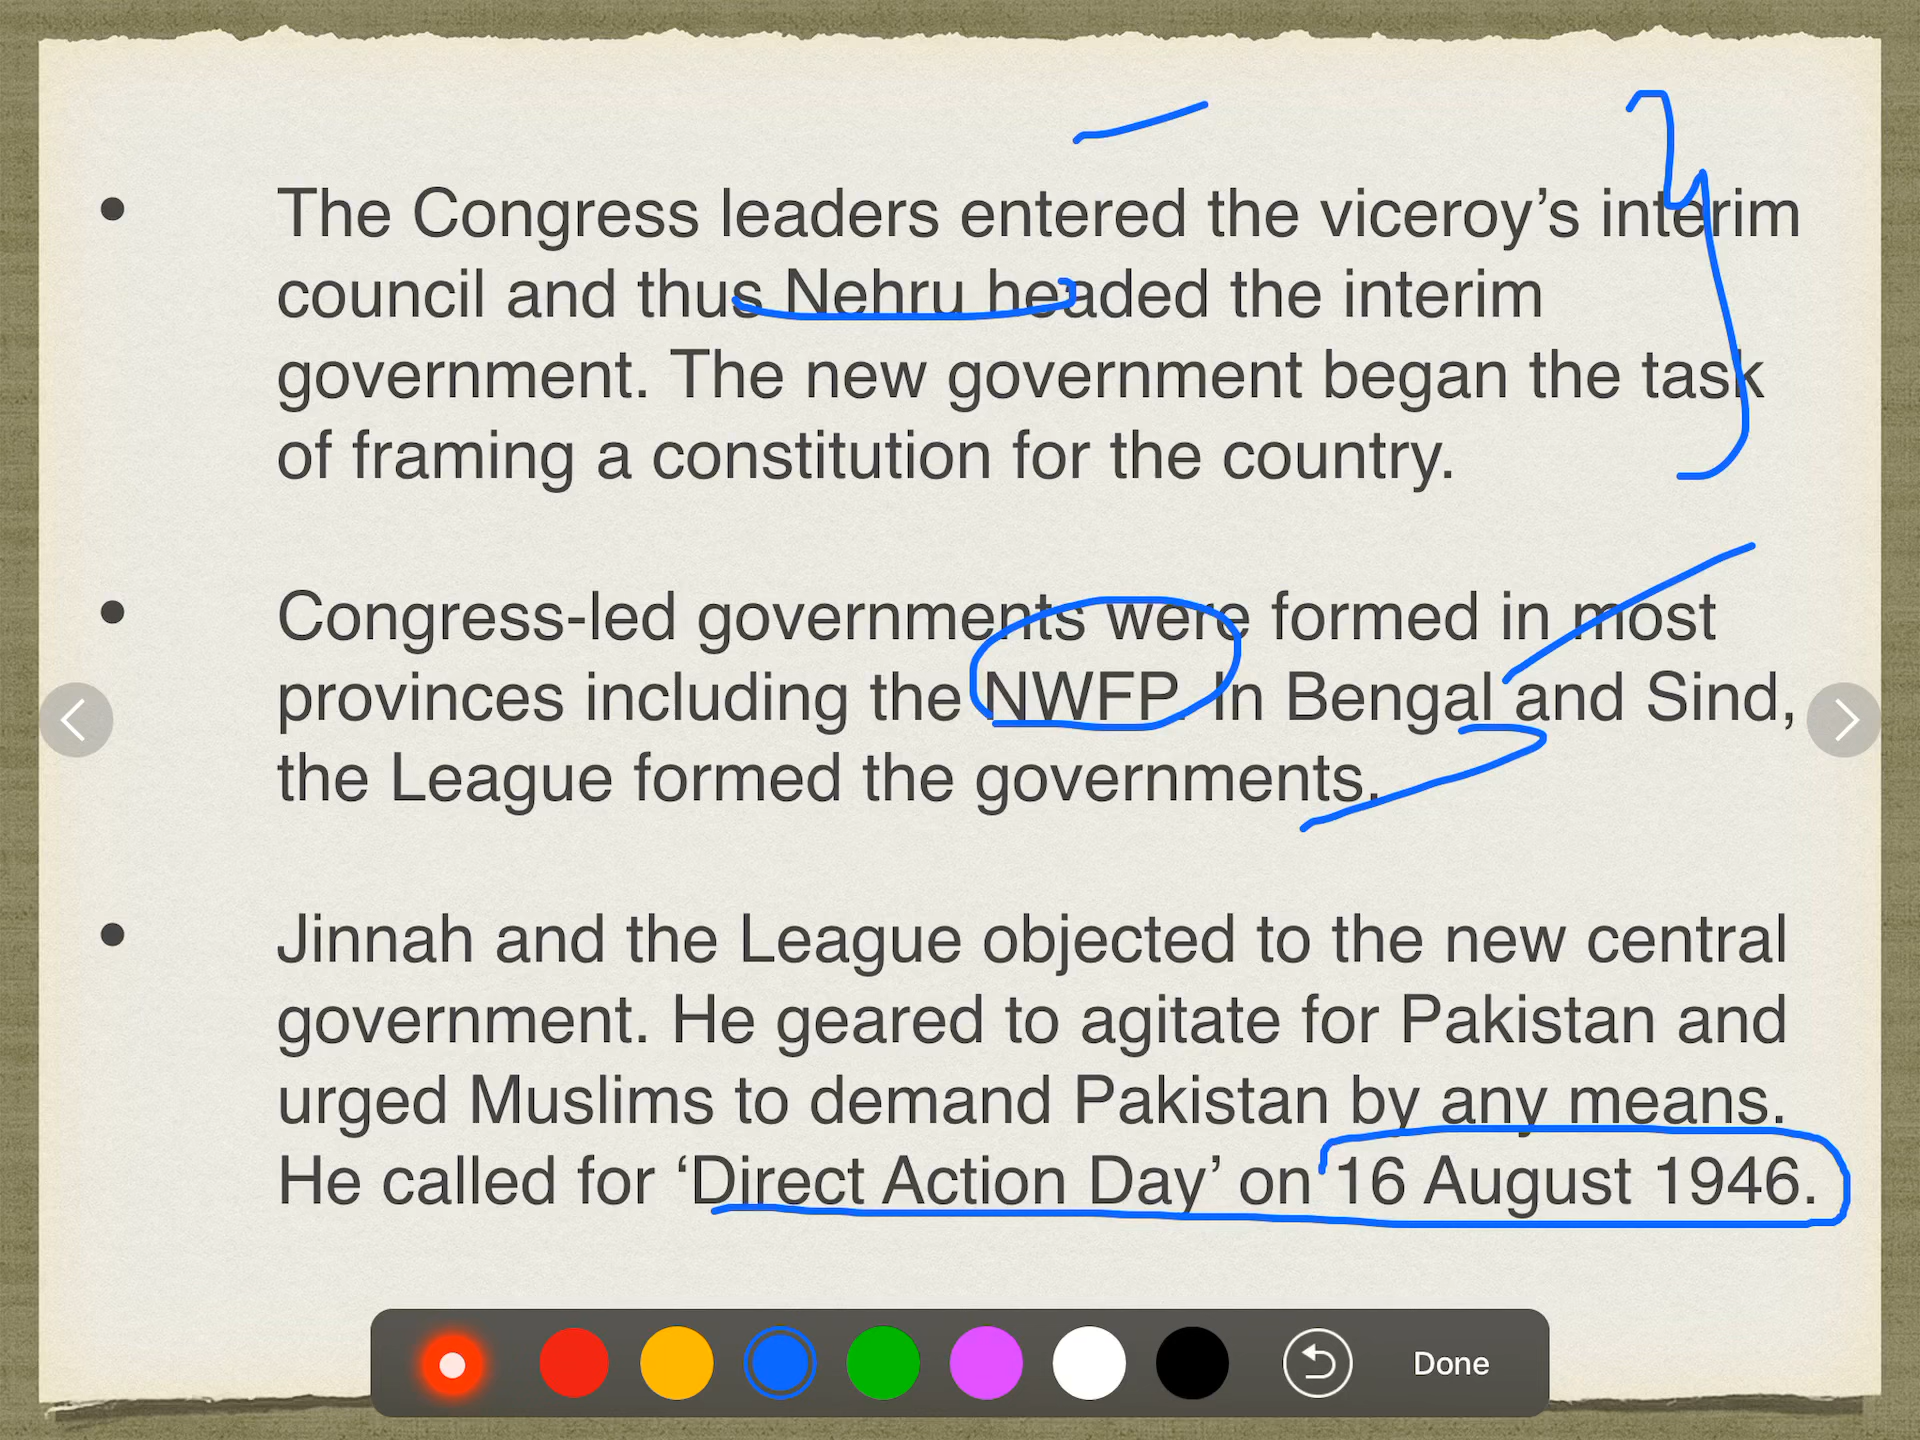 • The Congress leaders entered the viceroy’s interim
council and thus Nehru headed the interim
government. The new government began the task
of framing a constitution for the country.
• Congress-led governments were formed in most
provinces including the NWFP. In Bengal and Sind,
the League formed the governments.
• Jinnah and the League objected to the new central
government. He geared to agitate for Pakistan and
urged Muslims to demand Pakistan by any means.
He called for ‘Direct Action Day’ on 16 August 1946.
Done